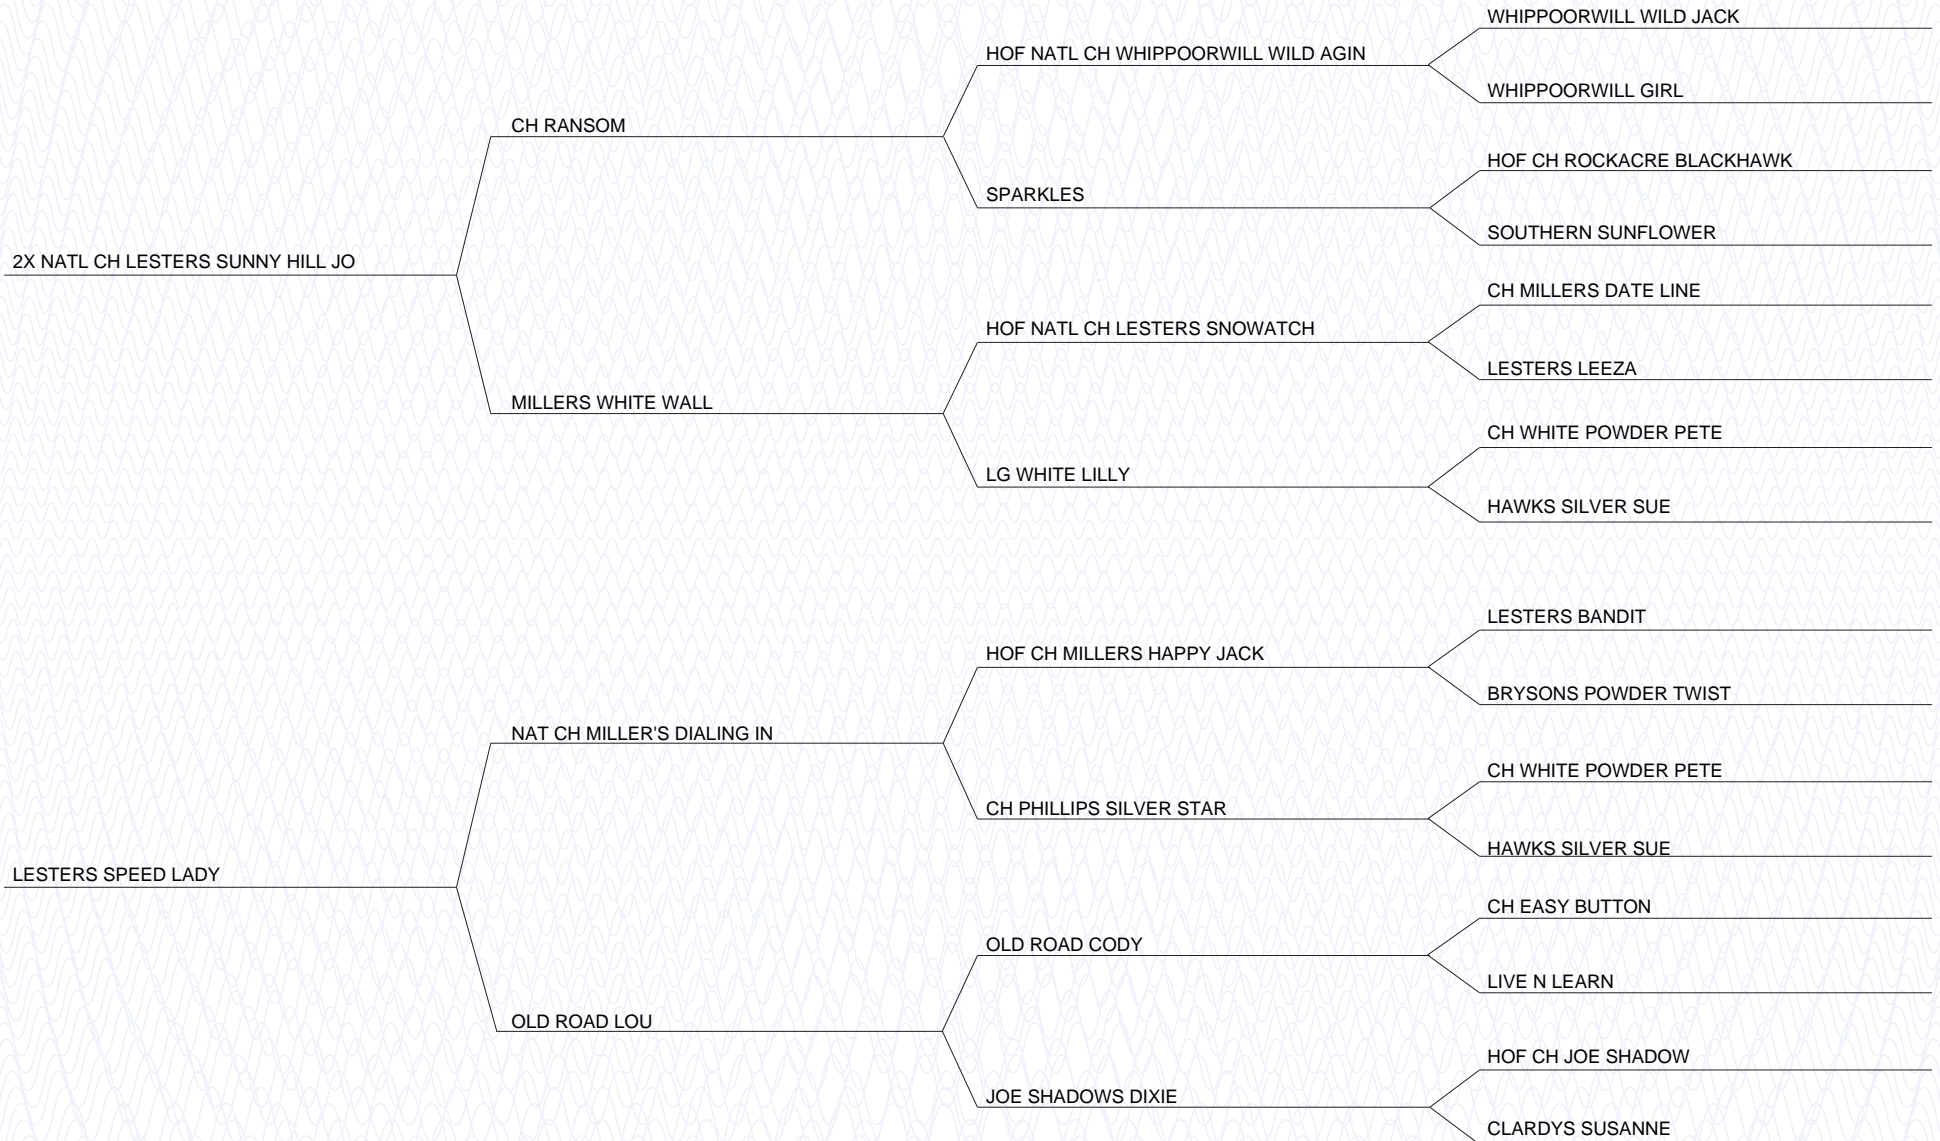 WHIPPOORWILL WILD JACK
HOF NATL CH WHIPPOORWILL WILD AGIN
WHIPPOORWILL GIRL
CH RANSOM
HOF CH ROCKACRE BLACKHAWK
SPARKLES
SOUTHERN SUNFLOWER
2X NATL CH LESTERS SUNNY HILL JO
CH MILLERS DATE LINE
HOF NATL CH LESTERS SNOWATCH
LESTERS LEEZA
MILLERS WHITE WALL
CH WHITE POWDER PETE
LG WHITE LILLY
HAWKS SILVER SUE
LESTERS BANDIT
HOF CH MILLERS HAPPY JACK
BRYSONS POWDER TWIST
NAT CH MILLER'S DIALING IN
CH WHITE POWDER PETE
CH PHILLIPS SILVER STAR
HAWKS SILVER SUE
LESTERS SPEED LADY
CH EASY BUTTON
OLD ROAD CODY
LIVE N LEARN
OLD ROAD LOU
HOF CH JOE SHADOW
JOE SHADOWS DIXIE
CLARDYS SUSANNE